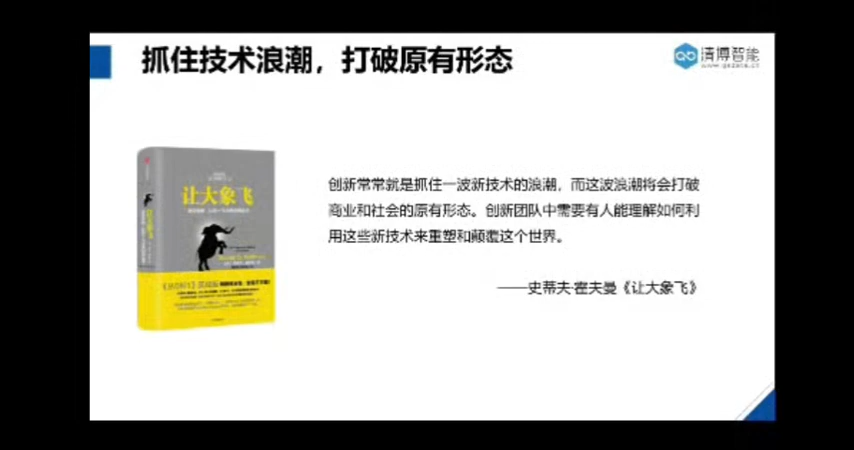 抓住技术浪潮，打破原有形态
清博智能
让大象飞
创新常常就是抓住一波新技术的浪潮，而这波浪潮将会打破
商业和社会的原有形态。创新团队中需要有人能理解如何利
用这些新技术来重塑和颠覆这个世界。
——史蒂夫·霍夫曼《让大象飞》